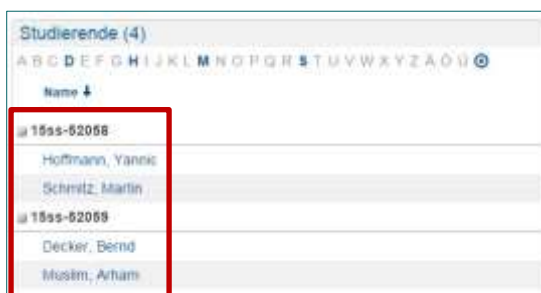 Studierende (4)
A B C D E F G H I J K L M N O P Q R S T U V W X Y Z Ä Ö Ü
Name
15ss-52058
Hoffmann, Yannic
Schmitz, Martin
15ss-52059
Decker, Bernd
Muslim, Arham